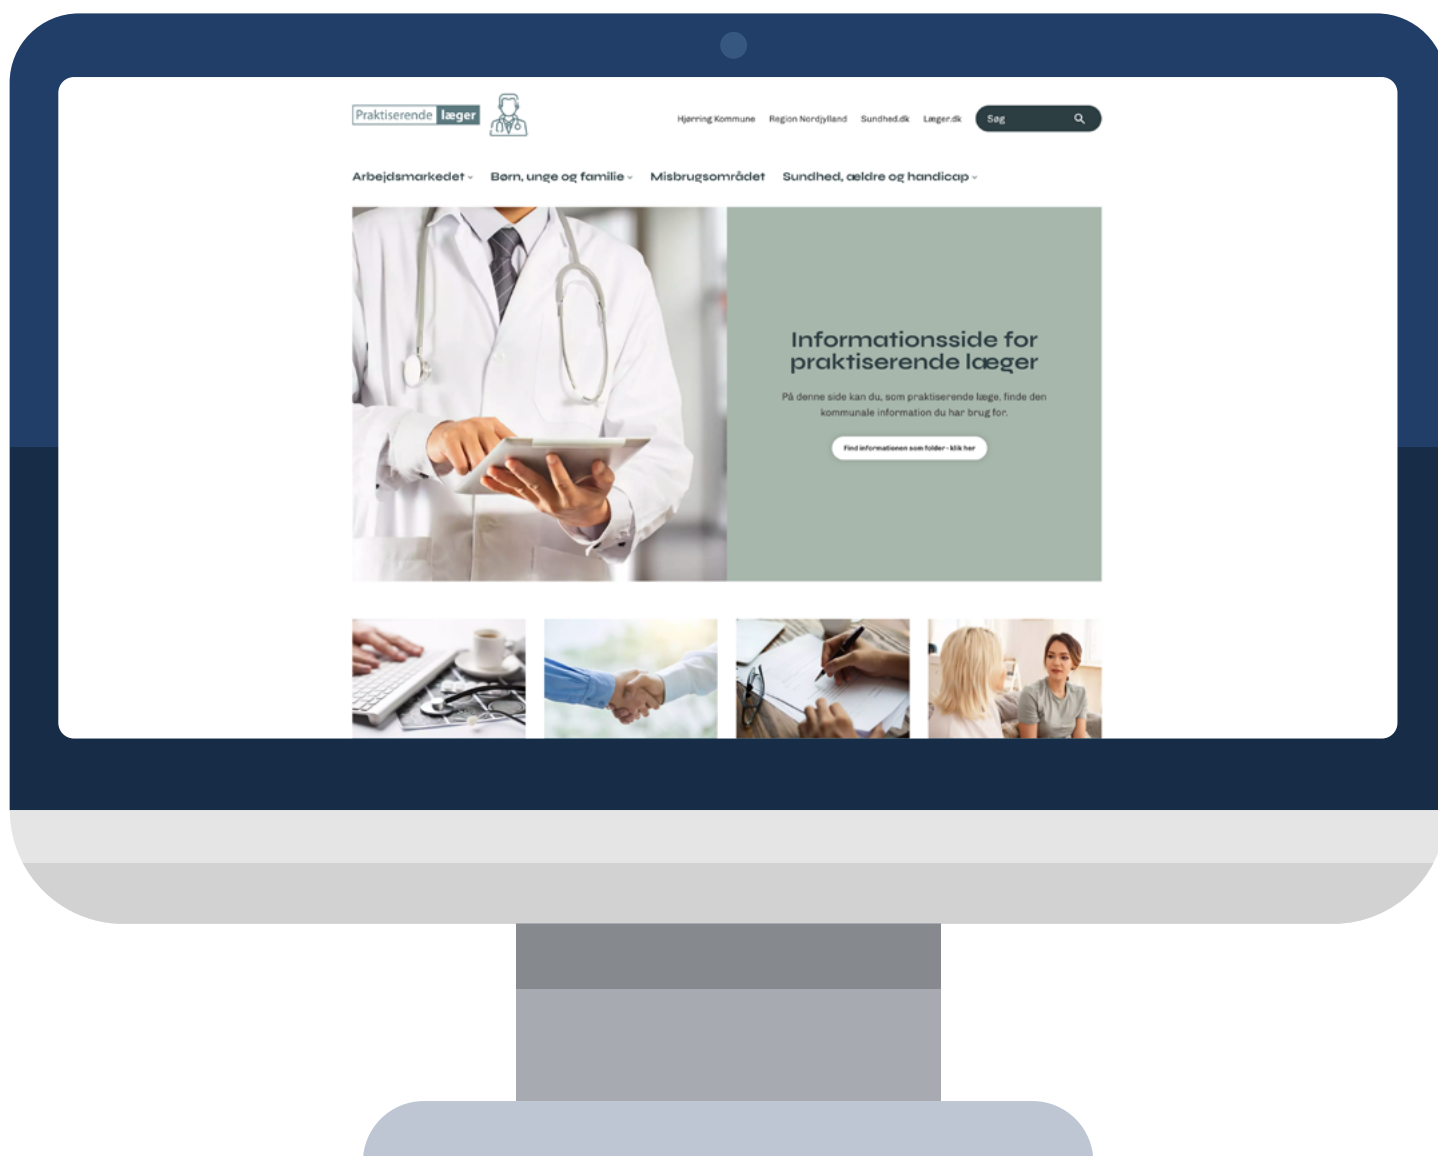 Praktiserende læger
Hjørring Kommune Region Nordjylland Sundhed.dk Læger.dk Søg
Arbejdsmarkedet Børn, unge og familie Misbrugsområdet Sundhed, ældre og handicap
Informationsside for
praktiserende læger
På denne side kan du, som praktiserende læge, finde den
kommunale information du har brug for.
Find informationen som folder - klik her